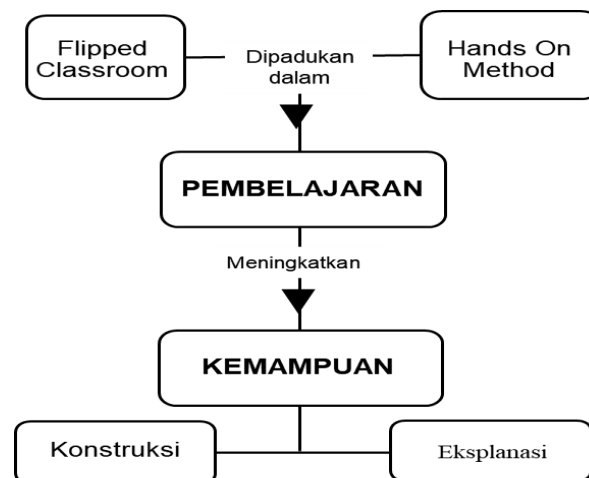 Flipped
Classroom
Dipadukan
dalam
Hands On
Method
PEMBELAJARAN
Meningkatkan
KEMAMPUAN
Konstruksi
Eksplanasi